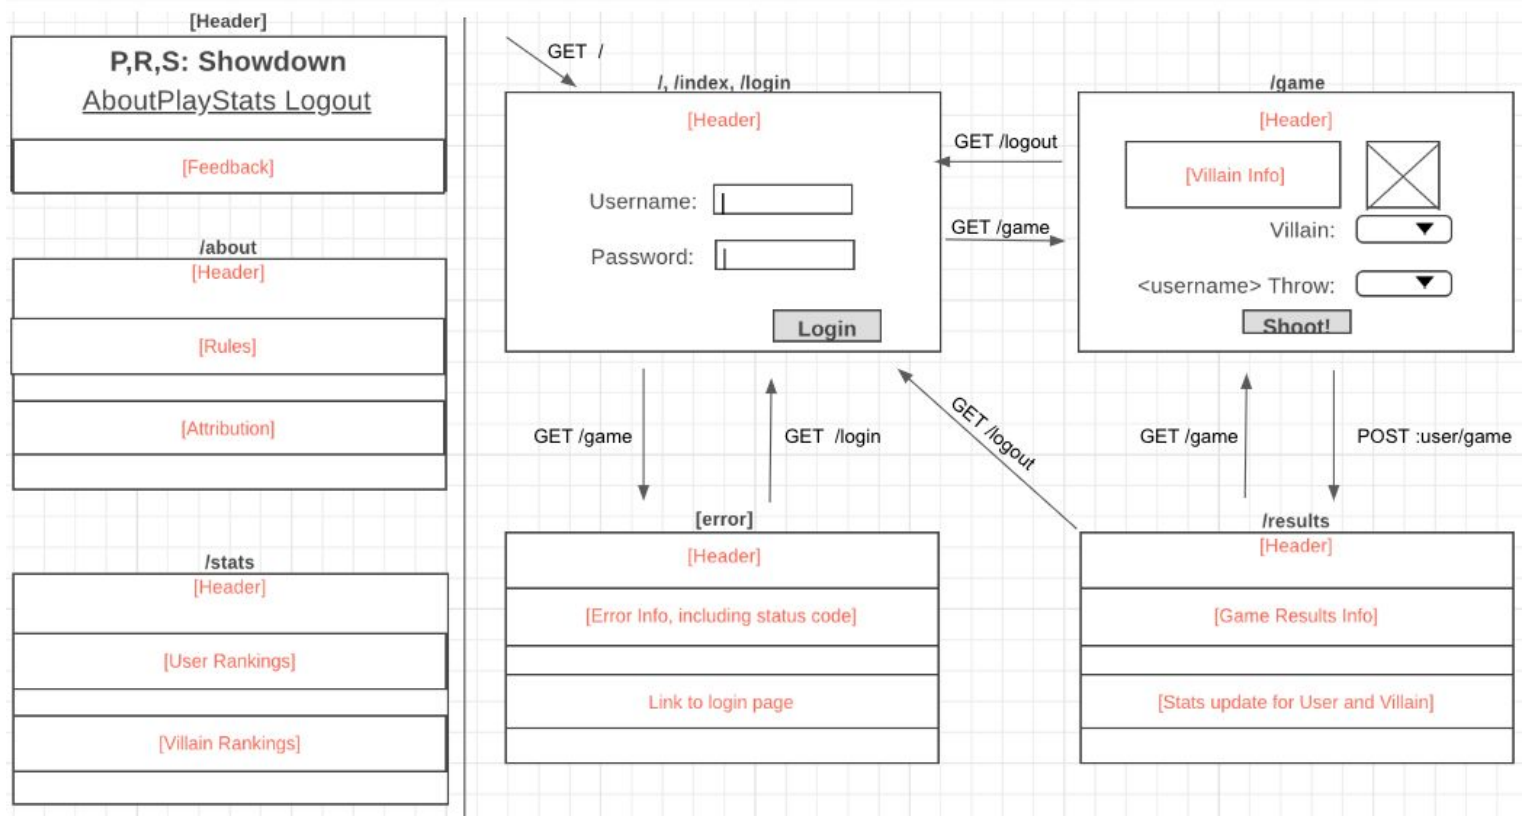 [Header]
P,R,S: Showdown
AboutPlayStats Logout
[Feedback]
/about
[Header]
[Rules]
[Attribution]
/stats
[Header]
[User Rankings]
[Villain Rankings]
GET /
/, /index, /login
[Header]
Username:
Password:
Login
GET /logout
GET /game
/game
[Header]
[Villain Info]
Villain:
<username> Throw:
Shoot!
GET /game
GET /login
GET /logout
GET /game
POST :user/game
[error]
[Header]
[Error Info, including status code]
Link to login page
/results
[Header]
[Game Results Info]
[Stats update for User and Villain]